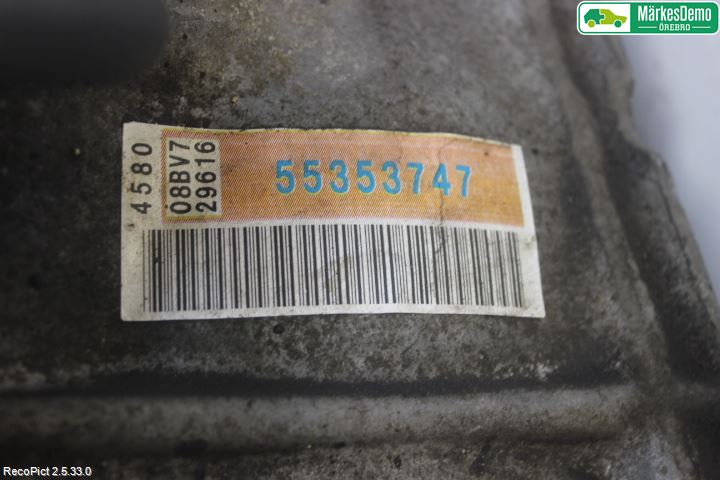 MärkesDemo
ÖREBRO
4580
08BV7
29616
55353747
RecoPict 2.5.33.0